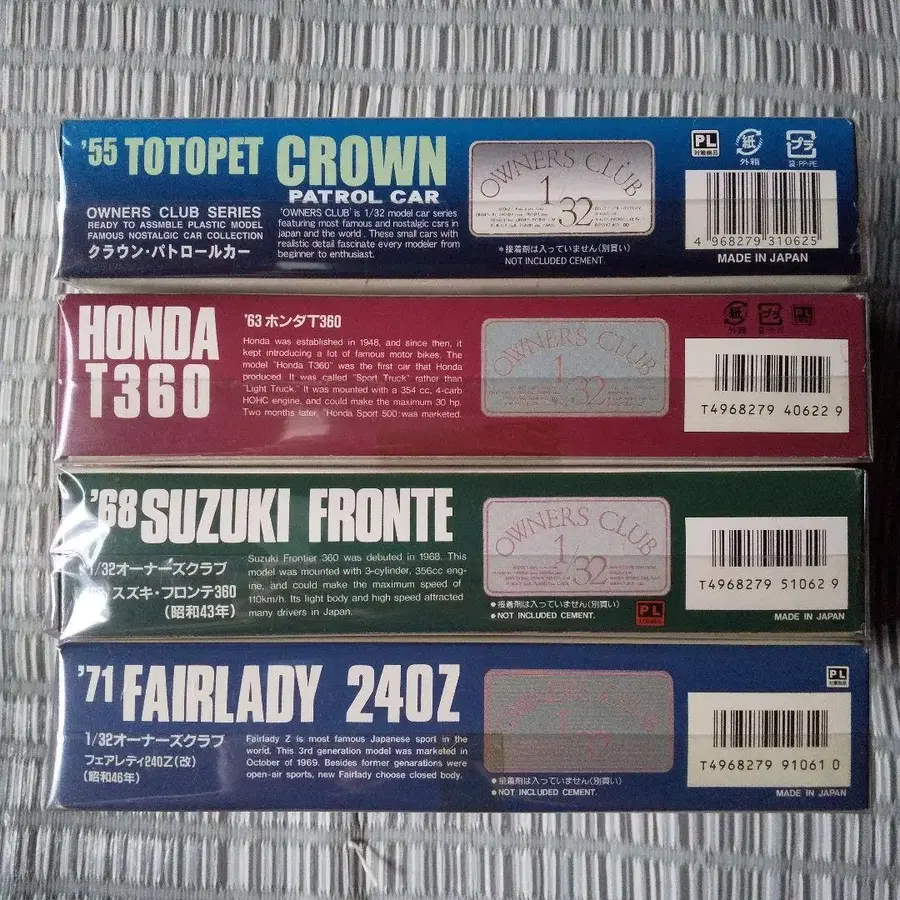 '55 TOTOPET CROWN
PATROL CAR
OWNERS CLUB SERIES
READY TO ASSMBLE PLASTIC MODEL
FAMOUS NOSTALGIC CAR COLLECTION
クラウン・パトロールカー
'OWNERS CLUB' is 1/32 model car series
featuring most famous and nostalgic cars in
japan and the world. These small cars with
realistic detail fascinate every modeler from
beginner to enthusiast.
OWNERS CLUB
1/32
*接着剤は入っていません(別買い)
NOT INCLUDED CEMENT.
PL
対象商品
紙
外箱
プラ
袋・PP・PE
4 968279 310625
MADE IN JAPAN
HONDA
T360
'63 ホンダT360
Honda was established in 1948, and since then, it
kept introducing a lot of famous motor bikes. The
model "Honda T360" was the first car that Honda
produced. It was called "Sport Truck" rather than
"Light Truck." It was mounted with a 354 cc, 4-carb
HOHC engine, and could make the maximum 30 hp.
Two months later, "Honda Sport 500" was marketed.
OWNERS CLUB
1/32
紙
外箱
プラ
袋・PP・PE
PL
T4968279 40622 9
'68 SUZUKI FRONTE
1/32オーナーズクラブ
スズキ・フロンテ360
(昭和43年)
Suzuki Frontier 360 was debuted in 1968. This
model was mounted with 3-cylinder, 356cc eng-
ine, and could make the maximum speed of
110km/h. Its light body and high speed attracted
many drivers in Japan.
OWNERS CLUB
1/32
●接着剤は入っていません(別買い)
●NOT INCLUDED CEMENT.
PL
T4968279 51062 9
MADE IN JAPAN
'71 FAIRLADY 240Z
1/32オーナーズクラブ
フェアレディ240Z(改)
(昭和46年)
Fairlady Z is most famous Japanese sport in the
world. This 3rd generation model was marketed in
October of 1969. Besides former genarations were
open-air sports, new Fairlady choose closed body.
32
●接着剤は入っていません(別買い)
●NOT INCLUDED CEMENT.
PL
対象商品
T4968279 91061 0
MADE IN JAPAN